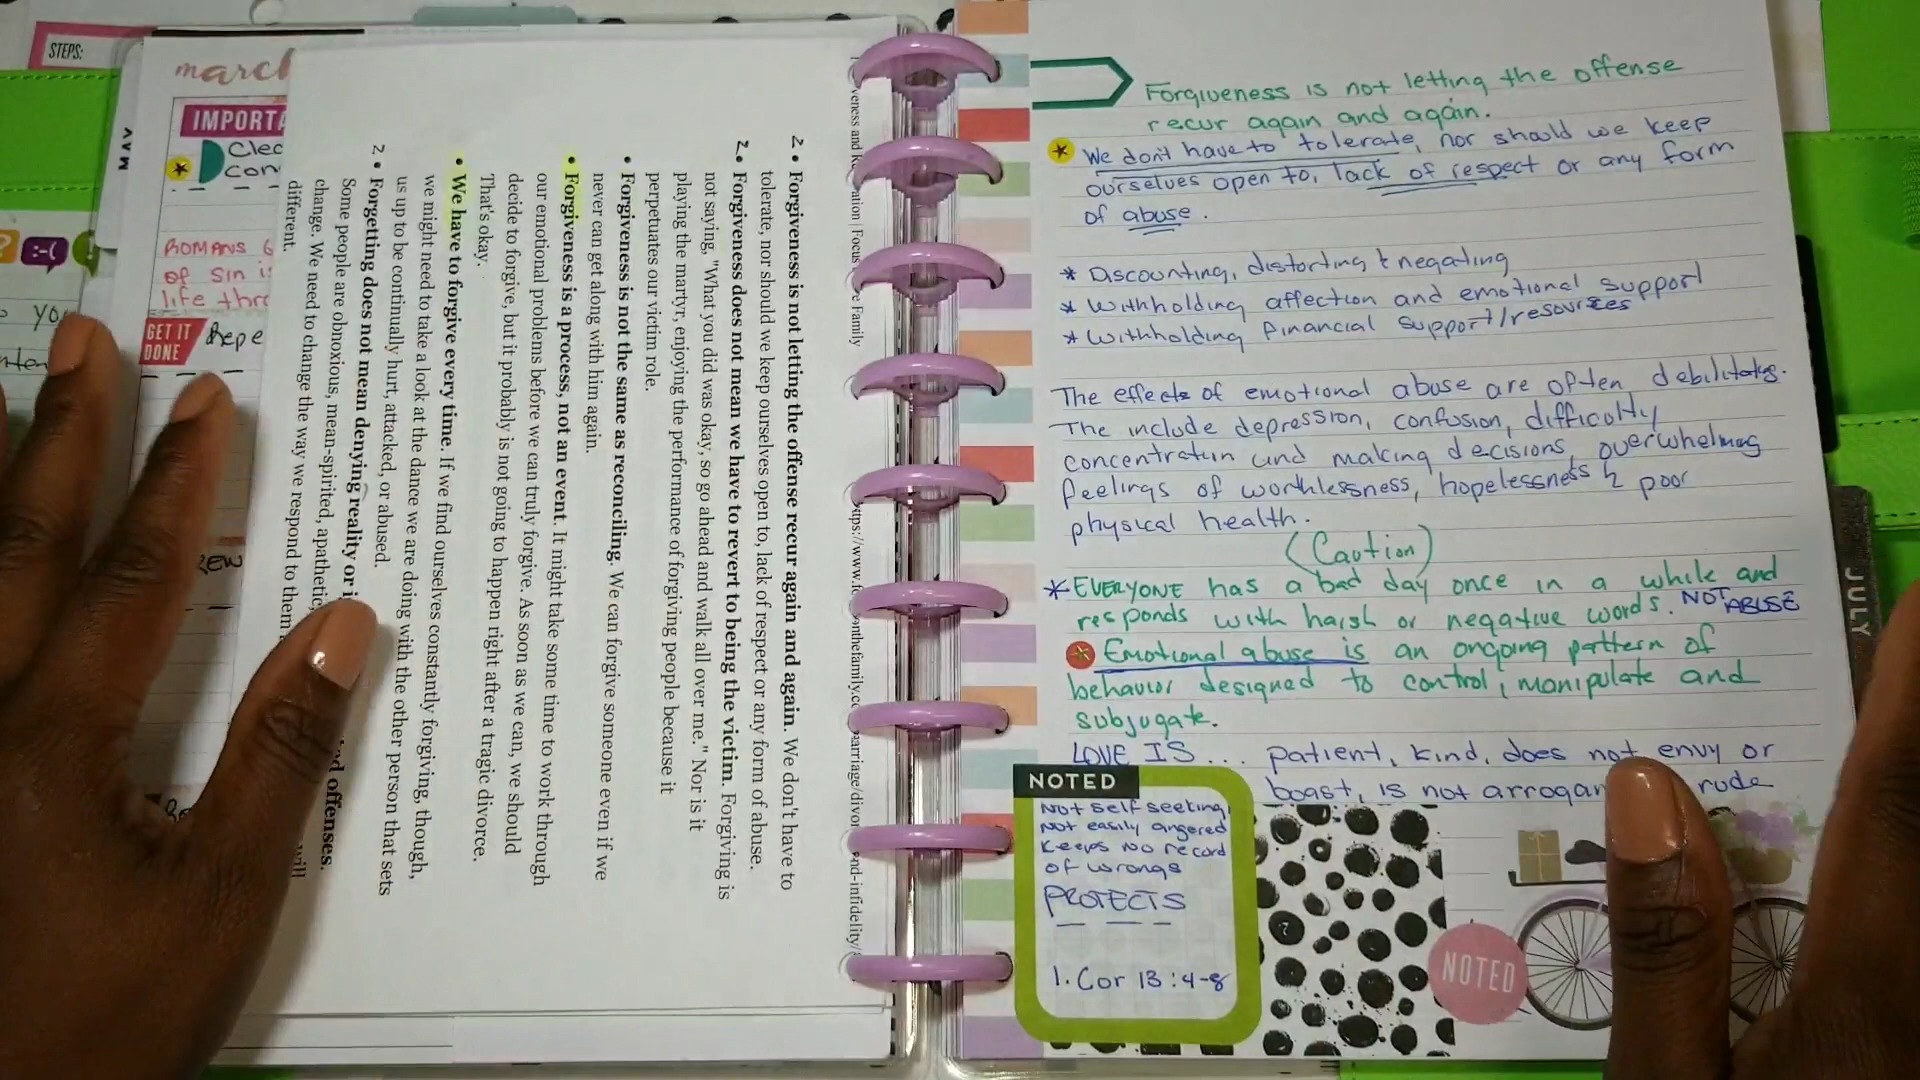 STEPS:
march
MAY
IMPORTA
Clea
con
ROMANS 6
of sin is
life thro
GET IT
DONE
Repe
2 • Forgiveness is not letting the offense recur again and again. We don't have to
tolerate, nor should we keep ourselves open to, lack of respect or any form of abuse.
2. • Forgiveness does not mean we have to revert to being the victim. Forgiving is
not saying, "What you did was okay, so go ahead and walk all over me." Nor is it
playing the martyr, enjoying the performance of forgiving people because it
perpetuates our victim role.
• Forgiveness is not the same as reconciling. We can forgive someone even if we
never can get along with him again.
• Forgiveness is a process, not an event. It might take some time to work through
our emotional problems before we can truly forgive. As soon as we can, we should
decide to forgive, but it probably is not going to happen right after a tragic divorce.
That's okay.
• We have to forgive every time. If we find ourselves constantly forgiving, though,
we might need to take a look at the dance we are doing with the other person that sets
us up to be continually hurt, attacked, or abused.
2 • Forgetting does not mean denying reality or i
offenses.
Some people are obnoxious, mean-spirited, apathetic,
will
change. We need to change the way we respond to them
different.
Forgiveness is not letting the offense
recur again and again.
We don't have to tolerate, nor should we keep
ourselves open to, lack of respect or any form
of abuse.
* Discounting, distorting & negating
* Withholding affection and emotional support
* Withholding financial support/resources
The effects of emotional abuse are often debilitating.
The include depression, confusion, difficulty
concentration and making decisions, overwhelming
feelings of worthlessness, hopelessness & poor
physical health.
(Caution)
* EVERYONE has a bad day once in a while and
responds with harsh or negative words. NOT ABUSE
Emotional abuse is an ongoing pattern of
behavior designed to control, manipulate and
subjugate.
LOVE IS... patient, kind, does not envy or
boast, is not arrogan rude
NOTED
Not self seeking,
Not easily angered
Keeps no record
of wrongs
PROTECTS
1. Cor 13:4-8
NOTED
JULY